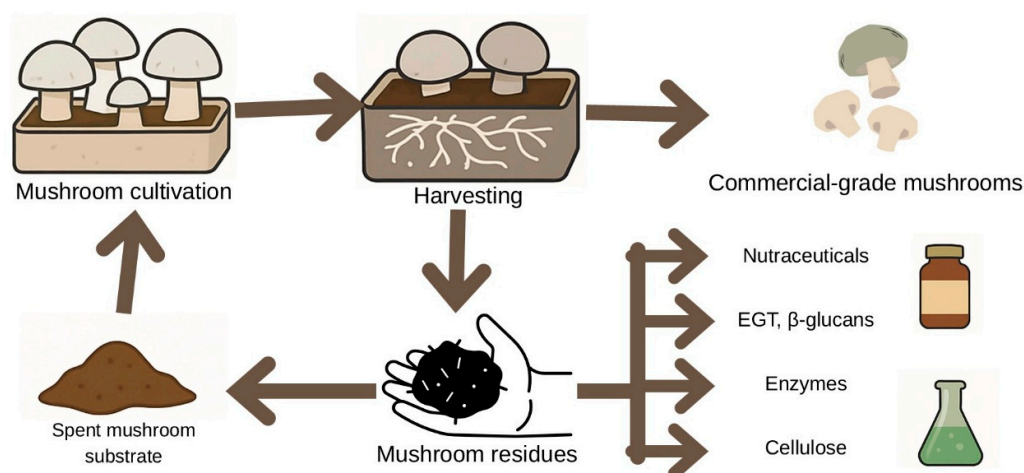 Mushroom cultivation
Harvesting
Commercial-grade mushrooms
Nutraceuticals
EGT, β-glucans
Enzymes
Cellulose
Spent mushroom
substrate
Mushroom residues